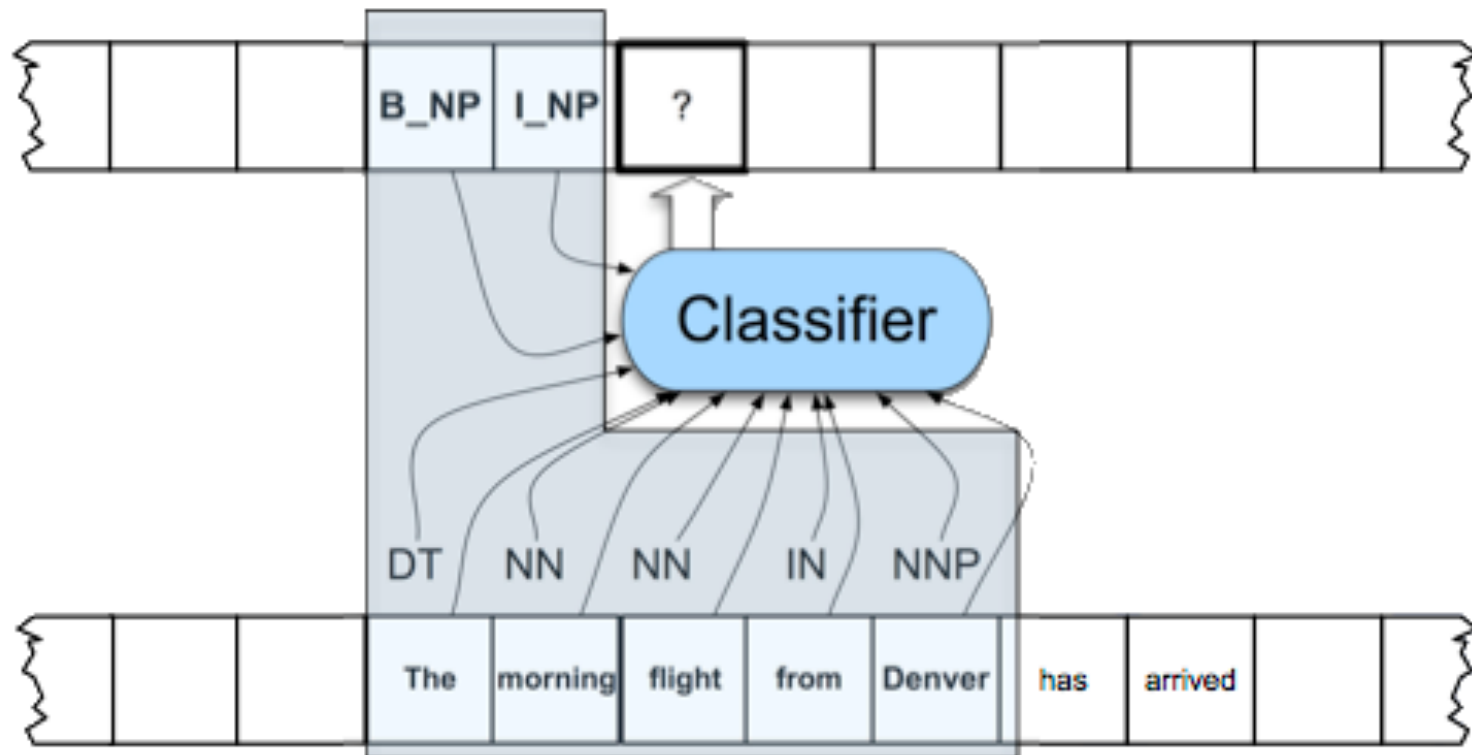 B_NP I_NP ?
Classifier
DT NN NN IN NNP
The morning flight from Denver has arrived